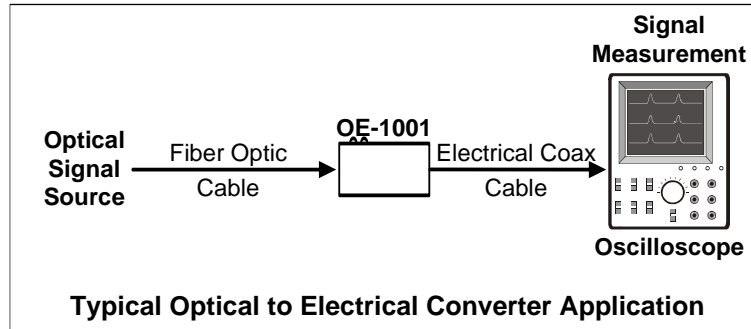 Signal
Measurement
OE-1001
Optical
Signal
Source
Fiber Optic
Cable
Electrical Coax
Cable
Oscilloscope
Typical Optical to Electrical Converter Application